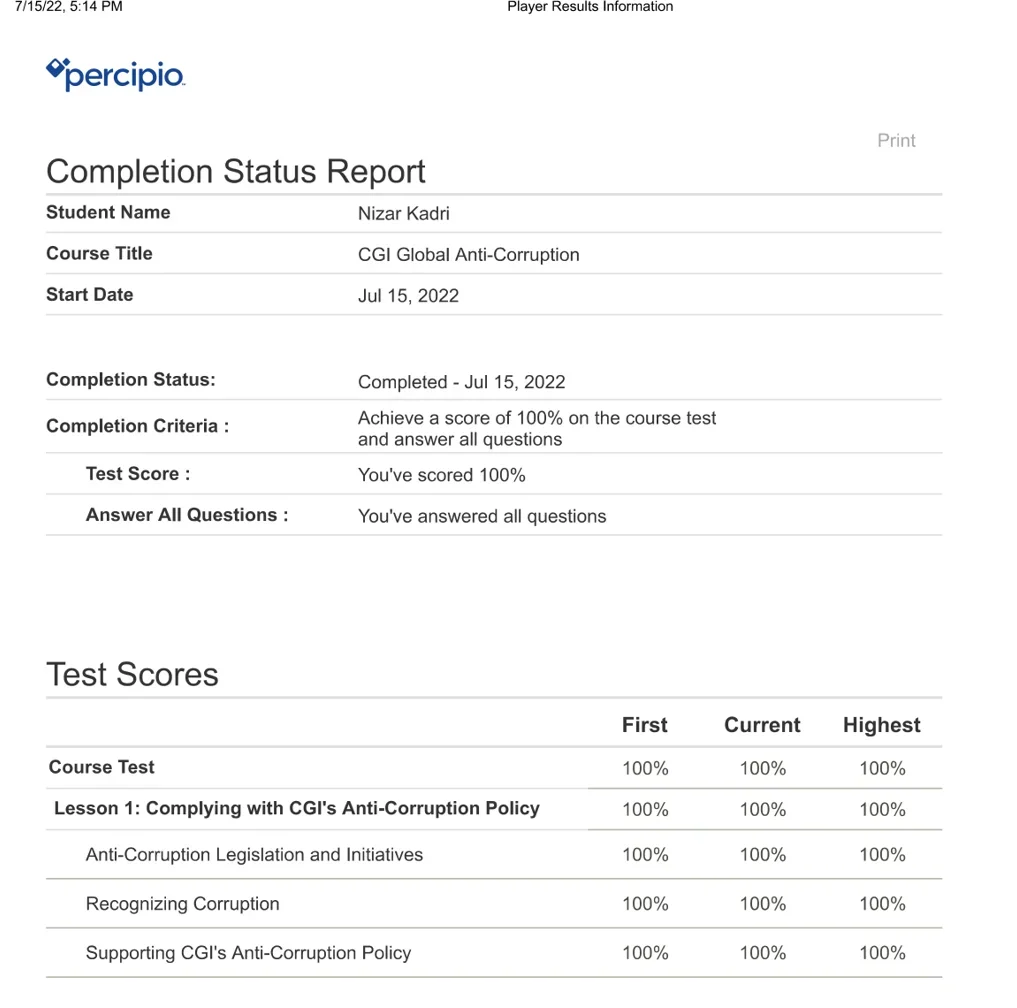 7/15/22, 5:14 PM Player Results Information
percipio™
Print
Completion Status Report
Student Name Nizar Kadri
Course Title CGI Global Anti-Corruption
Start Date Jul 15, 2022
Completion Status: Completed - Jul 15, 2022
Completion Criteria : Achieve a score of 100% on the course test
and answer all questions
Test Score : You've scored 100%
Answer All Questions : You've answered all questions
Test Scores
First Current Highest
Course Test 100% 100% 100%
Lesson 1: Complying with CGI's Anti-Corruption Policy 100% 100% 100%
Anti-Corruption Legislation and Initiatives 100% 100% 100%
Recognizing Corruption 100% 100% 100%
Supporting CGI's Anti-Corruption Policy 100% 100% 100%